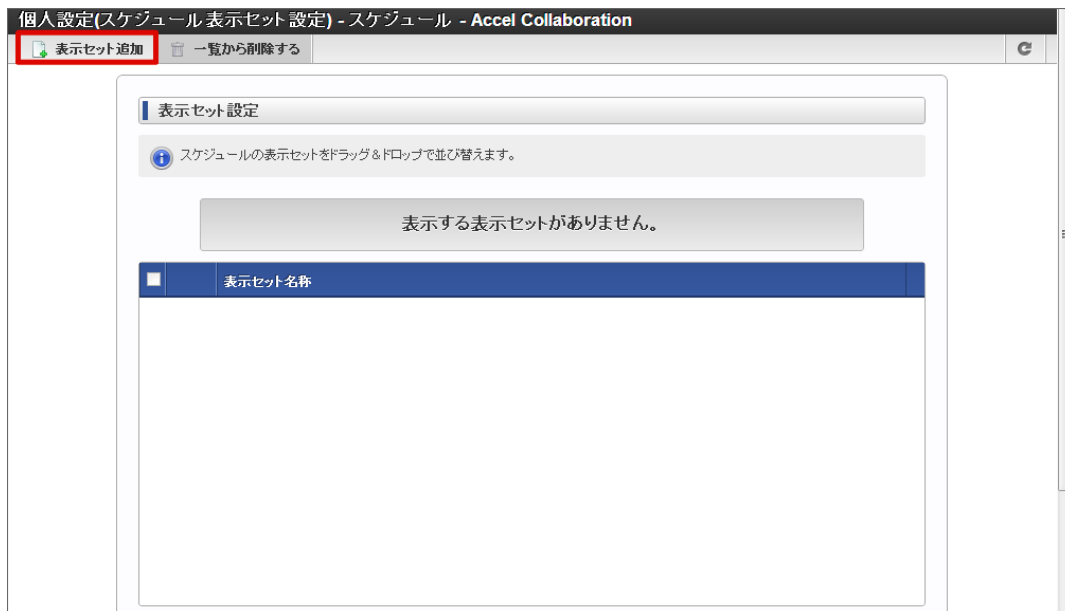 個人設定(スケジュール 表示セット 設定) - スケジュール - Accel Collaboration
表示セット追加 一覧から削除する
表示セット設定
スケジュールの表示セットをドラッグ＆ドロップで並び替えます。
表示する表示セットがありません。
表示セット名称